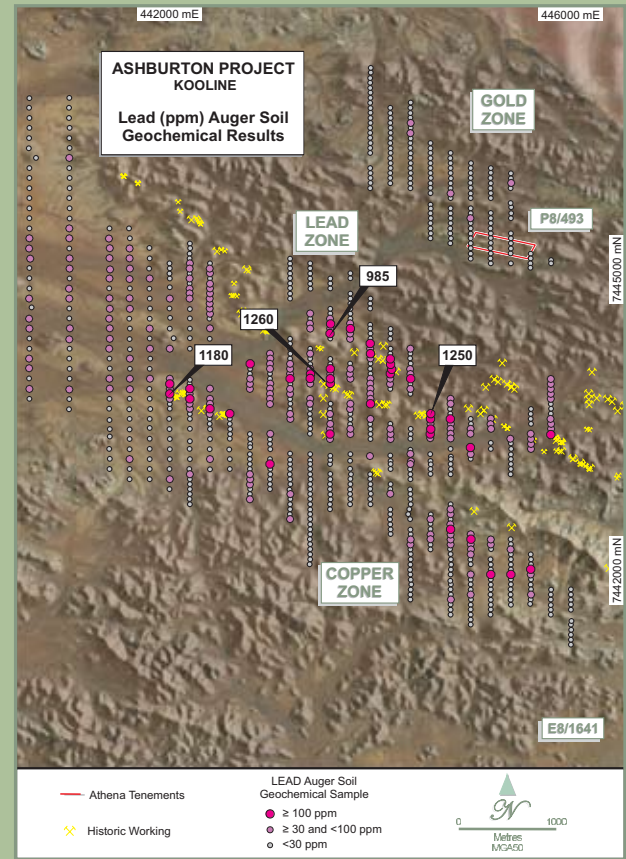 442000 mE
446000 mE
ASHBURTON PROJECT
KOOLINE
Lead (ppm) Auger Soil
Geochemical Results
GOLD
ZONE
P8/493
LEAD
ZONE
7445000 mN
985
1260
1180
1250
COPPER
ZONE
7442000 mN
E8/1641
Athena Tenements
Historic Working
LEAD Auger Soil
Geochemical Sample
≥ 100 ppm
≥ 30 and <100 ppm
<30 ppm
N
0 1000
Metres
MGA50